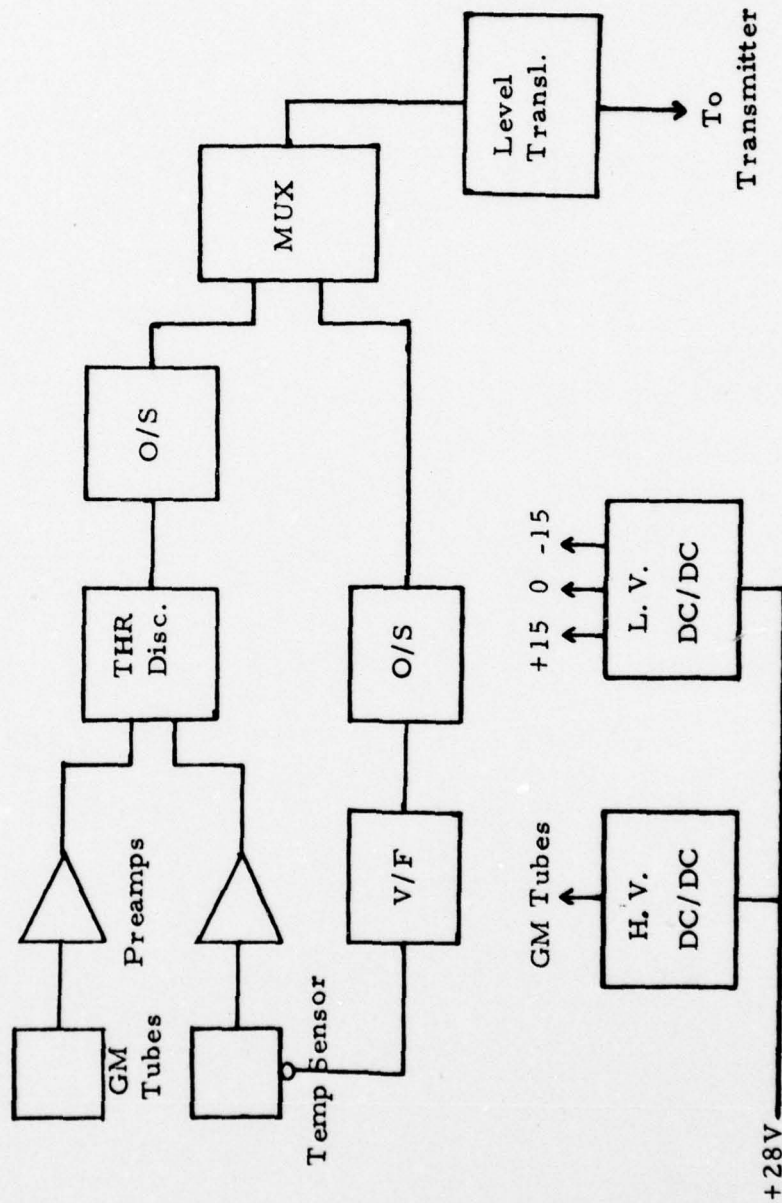 GM
Tubes
Preamps
THR
Disc.
O/S
MUX
Temp Sensor
V/F
O/S
Level
Transl.
To
Transmitter
GM Tubes
+15 0 -15
H. V.
DC/DC
L. V.
DC/DC
+28V